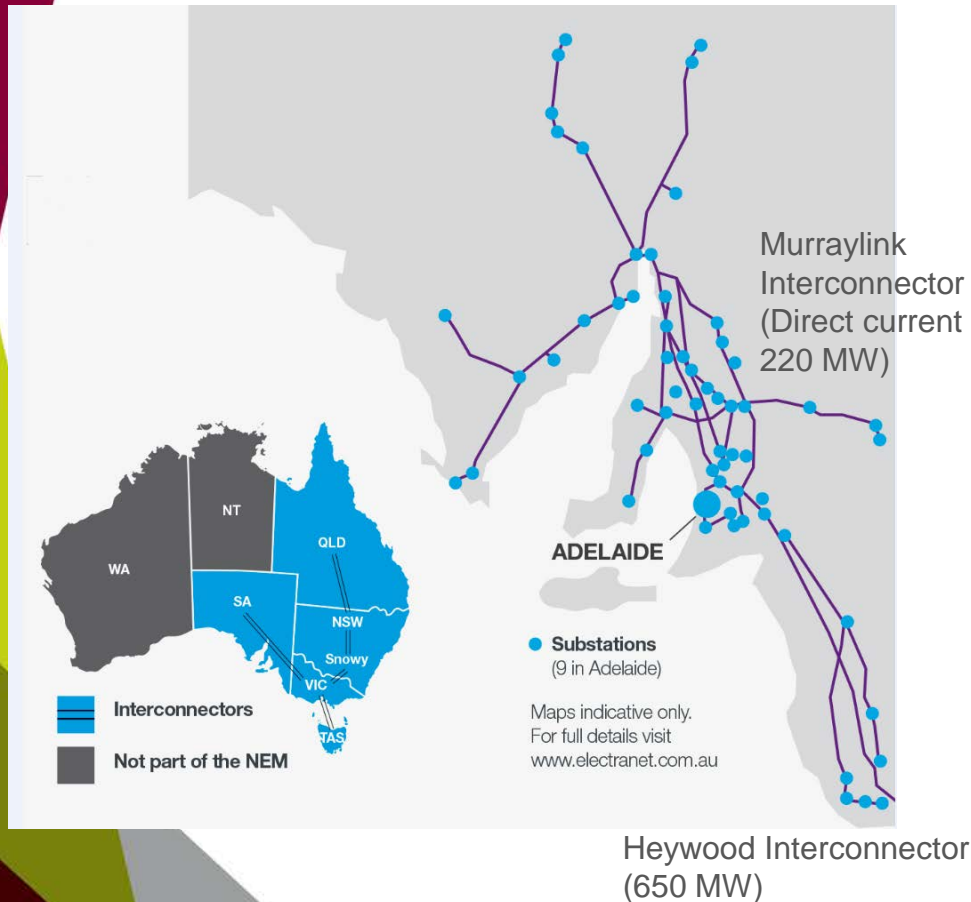 Murraylink
Interconnector
(Direct current
220 MW)
ADELAIDE
NT
QLD
WA
SA
NSW
Snowy
VIC
TAS
Substations
(9 in Adelaide)
Interconnectors
Not part of the NEM
Maps indicative only.
For full details visit
www.electranet.com.au
Heywood Interconnector
(650 MW)